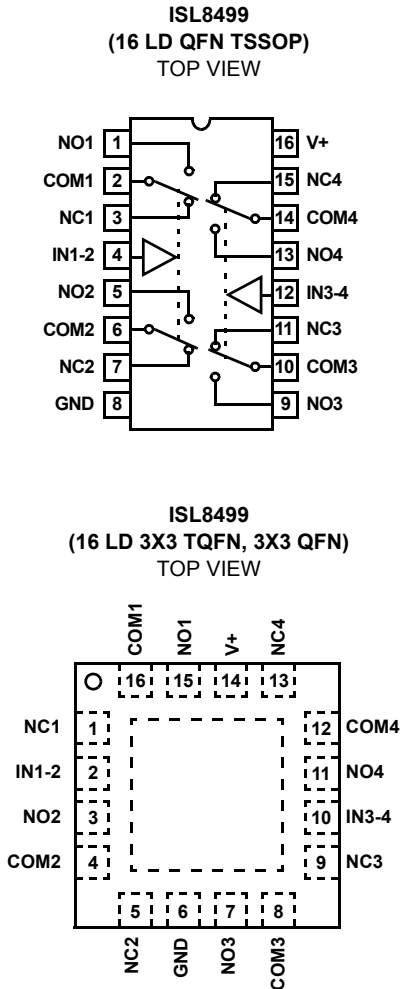 ISL8499
(16 LD QFN TSSOP)
TOP VIEW
NO1 1 16 V+
COM1 2 15 NC4
NC1 3 14 COM4
IN1-2 4 13 NO4
NO2 5 12 IN3-4
COM2 6 11 NC3
NC2 7 10 COM3
GND 8 9 NO3
ISL8499
(16 LD 3X3 TQFN, 3X3 QFN)
TOP VIEW
COM1 NO1 V+ NC4
16 15 14 13
NC1 1 12 COM4
IN1-2 2 11 NO4
NO2 3 10 IN3-4
COM2 4 9 NC3
5 6 7 8
NC2 GND NO3 COM3